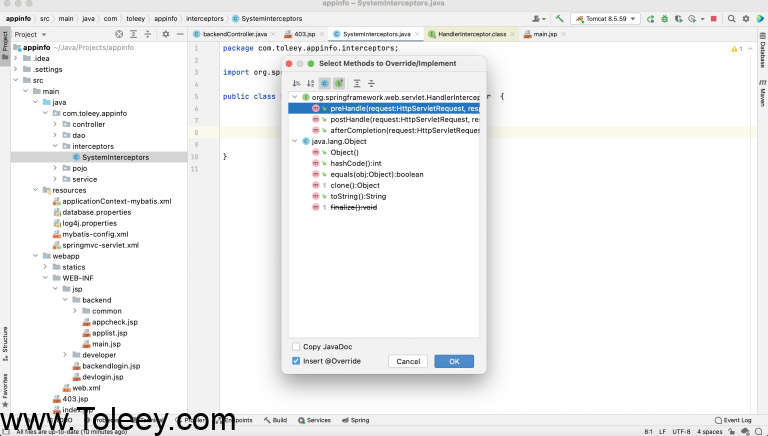 appinfo – SystemInterceptors.java
appinfo › src › main › java › com › toleey › appinfo › interceptors › SystemInterceptors
Tomcat 8.5.59
Git:
Project
backendController.java
403.jsp
SystemInterceptors.java
HandlerInterceptor.class
main.jsp
appinfo ~/Java/Projects/appinfo
.idea
.settings
src
main
java
com.toleey.appinfo
controller
dao
interceptors
SystemInterceptors
pojo
service
resources
applicationContext-mybatis.xml
database.properties
log4j.properties
mybatis-config.xml
springmvc-servlet.xml
webapp
statics
WEB-INF
jsp
backend
common
appcheck.jsp
applist.jsp
main.jsp
developer
backendlogin.jsp
devlogin.jsp
web.xml
403.jsp
index.jsp
1 package com.toleey.appinfo.interceptors;
3 import org.spr
5 public class S
r {
8
10 }
11
1
Select Methods to Override/Implement
org.springframework.web.servlet.HandlerIntercep
preHandle(request:HttpServletRequest, resp
postHandle(request:HttpServletRequest, re
afterCompletion(request:HttpServletReques
java.lang.Object
Object()
hashCode():int
equals(obj:Object):boolean
clone():Object
toString():String
finalize():void
Copy JavaDoc
Insert @Override
Cancel
OK
Project
Structure
Favorites
Database
Maven
www.Toleey.com
Endpoints
Build
Services
Spring
Event Log
All files are up-to-date (10 minutes ago)
8:1 LF UTF-8 4 spaces